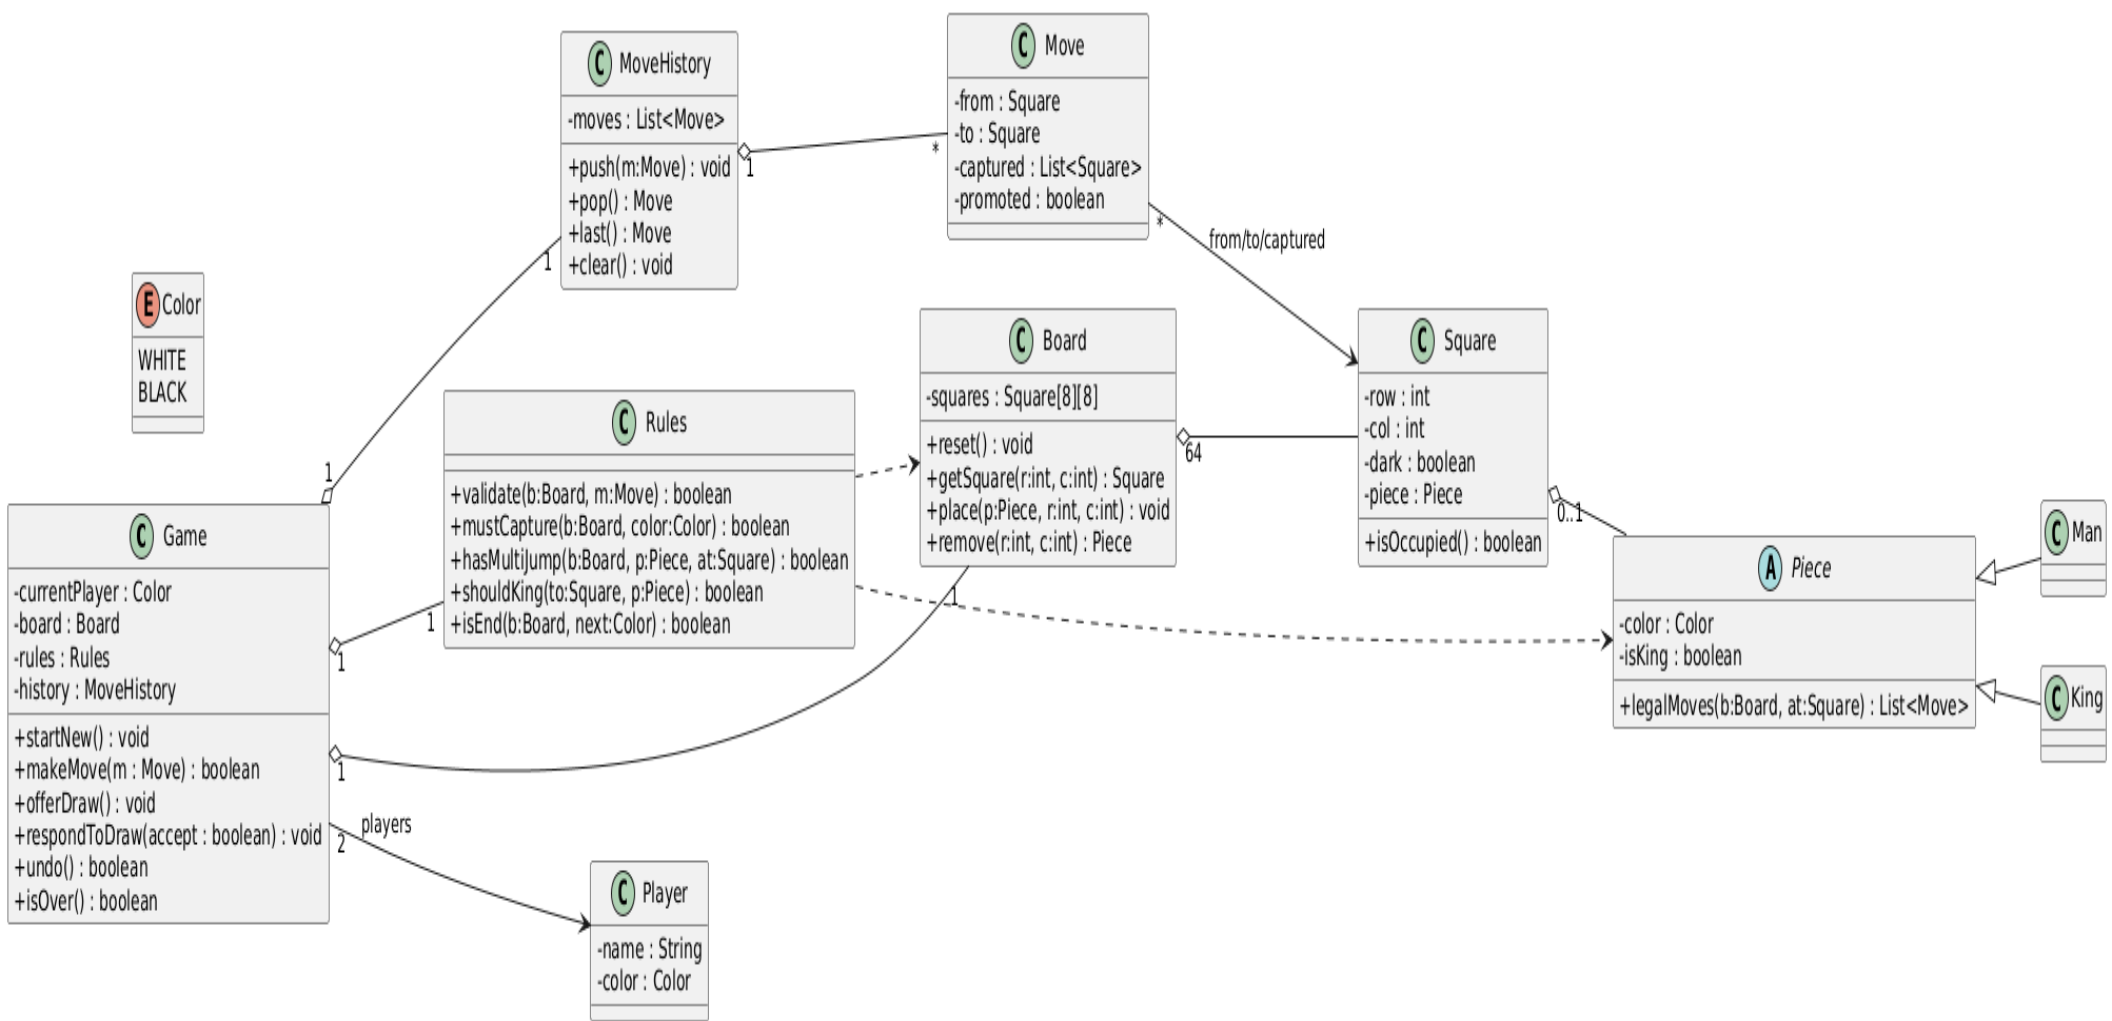 C MoveHistory
-moves : List<Move>
+push(m:Move) : void
+pop() : Move
+last() : Move
+clear() : void
1
*
1
C Move
-from : Square
-to : Square
-captured : List<Square>
-promoted : boolean
*
from/to/captured
E Color
WHITE
BLACK
C Rules
+validate(b:Board, m:Move) : boolean
+mustCapture(b:Board, color:Color) : boolean
+hasMultiJump(b:Board, p:Piece, at:Square) : boolean
+shouldKing(to:Square, p:Piece) : boolean
+isEnd(b:Board, next:Color) : boolean
C Board
-squares : Square[8][8]
+reset() : void
+getSquare(r:int, c:int) : Square
+place(p:Piece, r:int, c:int) : void
+remove(r:int, c:int) : Piece
64
1
C Square
-row : int
-col : int
-dark : boolean
-piece : Piece
+isOccupied() : boolean
0..1
1
C Game
-currentPlayer : Color
-board : Board
-rules : Rules
-history : MoveHistory
+startNew() : void
+makeMove(m : Move) : boolean
+offerDraw() : void
+respondToDraw(accept : boolean) : void
+undo() : boolean
+isOver() : boolean
1
1
1
2
players
A Piece
-color : Color
-isKing : boolean
+legalMoves(b:Board, at:Square) : List<Move>
C Man
C King
C Player
-name : String
-color : Color